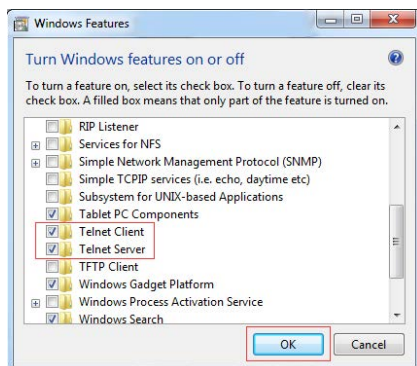 Windows Features
Turn Windows features on or off
To turn a feature on, select its check box. To turn a feature off, clear its
check box. A filled box means that only part of the feature is turned on.
RIP Listener
Services for NFS
Simple Network Management Protocol (SNMP)
Simple TCPIP services (i.e. echo, daytime etc)
Subsystem for UNIX-based Applications
Tablet PC Components
Telnet Client
Telnet Server
TFTP Client
Windows Gadget Platform
Windows Process Activation Service
Windows Search
OK
Cancel